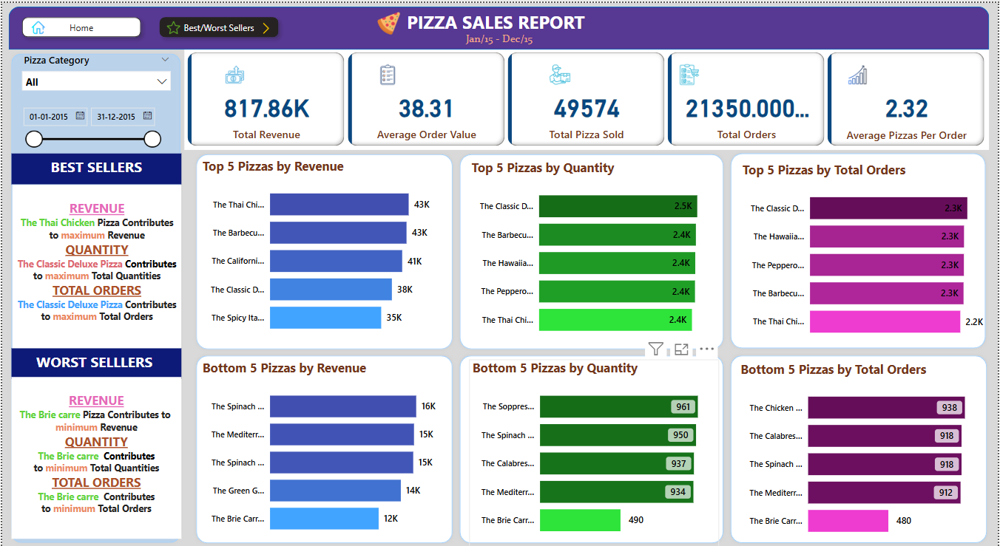 Home
Best/Worst Sellers
PIZZA SALES REPORT
Jan/15 - Dec/15
Pizza Category
All
01-01-2015
31-12-2015
817.86K
Total Revenue
38.31
Average Order Value
49574
Total Pizza Sold
21350.000...
Total Orders
2.32
Average Pizzas Per Order
BEST SELLERS
REVENUE
The Thai Chicken Pizza Contributes
to maximum Revenue
QUANTITY
The Classic Deluxe Pizza Contributes
to maximum Total Quantities
TOTAL ORDERS
The Classic Deluxe Pizza Contributes
to maximum Total Orders
WORST SELLLERS
REVENUE
The Brie carre Pizza Contributes to
minimum Revenue
QUANTITY
The Brie carre Contributes
to minimum Total Quantities
TOTAL ORDERS
The Brie carre Contributes
to minimum Total Orders
Top 5 Pizzas by Revenue
The Thai Chi... 43K
The Barbecu... 43K
The Californi... 41K
The Classic D... 38K
The Spicy Ita... 35K
Top 5 Pizzas by Quantity
The Classic D... 2.5K
The Barbecu... 2.4K
The Hawaiia... 2.4K
The Peppero... 2.4K
The Thai Chi... 2.4K
Top 5 Pizzas by Total Orders
The Classic D... 2.3K
The Hawaiia... 2.3K
The Peppero... 2.3K
The Barbecu... 2.3K
The Thai Chi... 2.2K
Bottom 5 Pizzas by Revenue
The Spinach ... 16K
The Mediterr... 15K
The Spinach ... 15K
The Green G... 14K
The Brie Carr... 12K
Bottom 5 Pizzas by Quantity
The Soppres... 961
The Spinach ... 950
The Calabres... 937
The Mediterr... 934
The Brie Carr... 490
Bottom 5 Pizzas by Total Orders
The Chicken ... 938
The Calabres... 918
The Spinach ... 918
The Mediterr... 912
The Brie Carr... 480